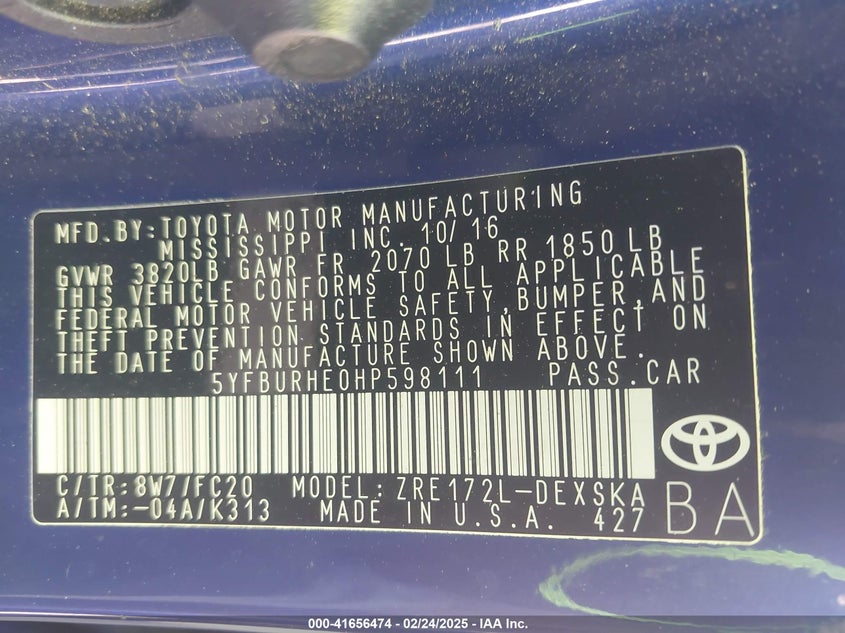 MFD.BY:TOYOTA MOTOR MANUFACTURING
MISSISSIPPI INC. 10/16
GVWR 3820LB GAWR FR 2070 LB RR 1850 LB
THIS VEHICLE CONFORMS TO ALL APPLICABLE
FEDERAL MOTOR VEHICLE SAFETY,BUMPER,AND
THEFT PREVENTION STANDARDS IN EFFECT ON
THE DATE OF MANUFACTURE SHOWN ABOVE.
5YFBURHE0HP598111 PASS.CAR
C/TR:8W7/FC20 MODEL:ZRE172L-DEXSKA
A/TM:-04A/K313 MADE IN U.S.A. 427 BA
000-41656474 - 02/24/2025 - IAA Inc.